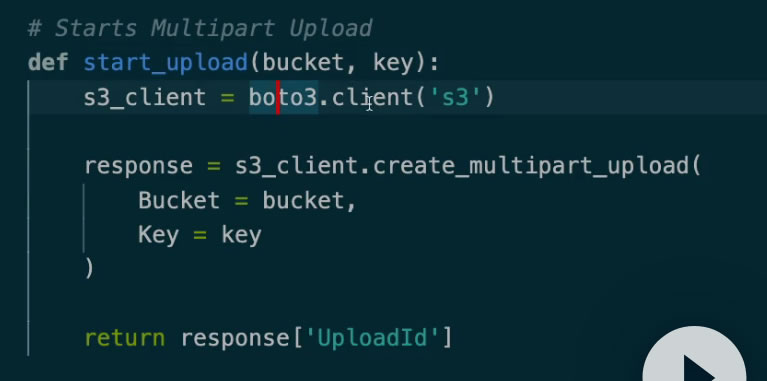 # Starts Multipart Upload
def start_upload(bucket, key):
    s3_client = boto3.client('s3')
    response = s3_client.create_multipart_upload(
        Bucket = bucket,
        Key = key
    )
    return response['UploadId']